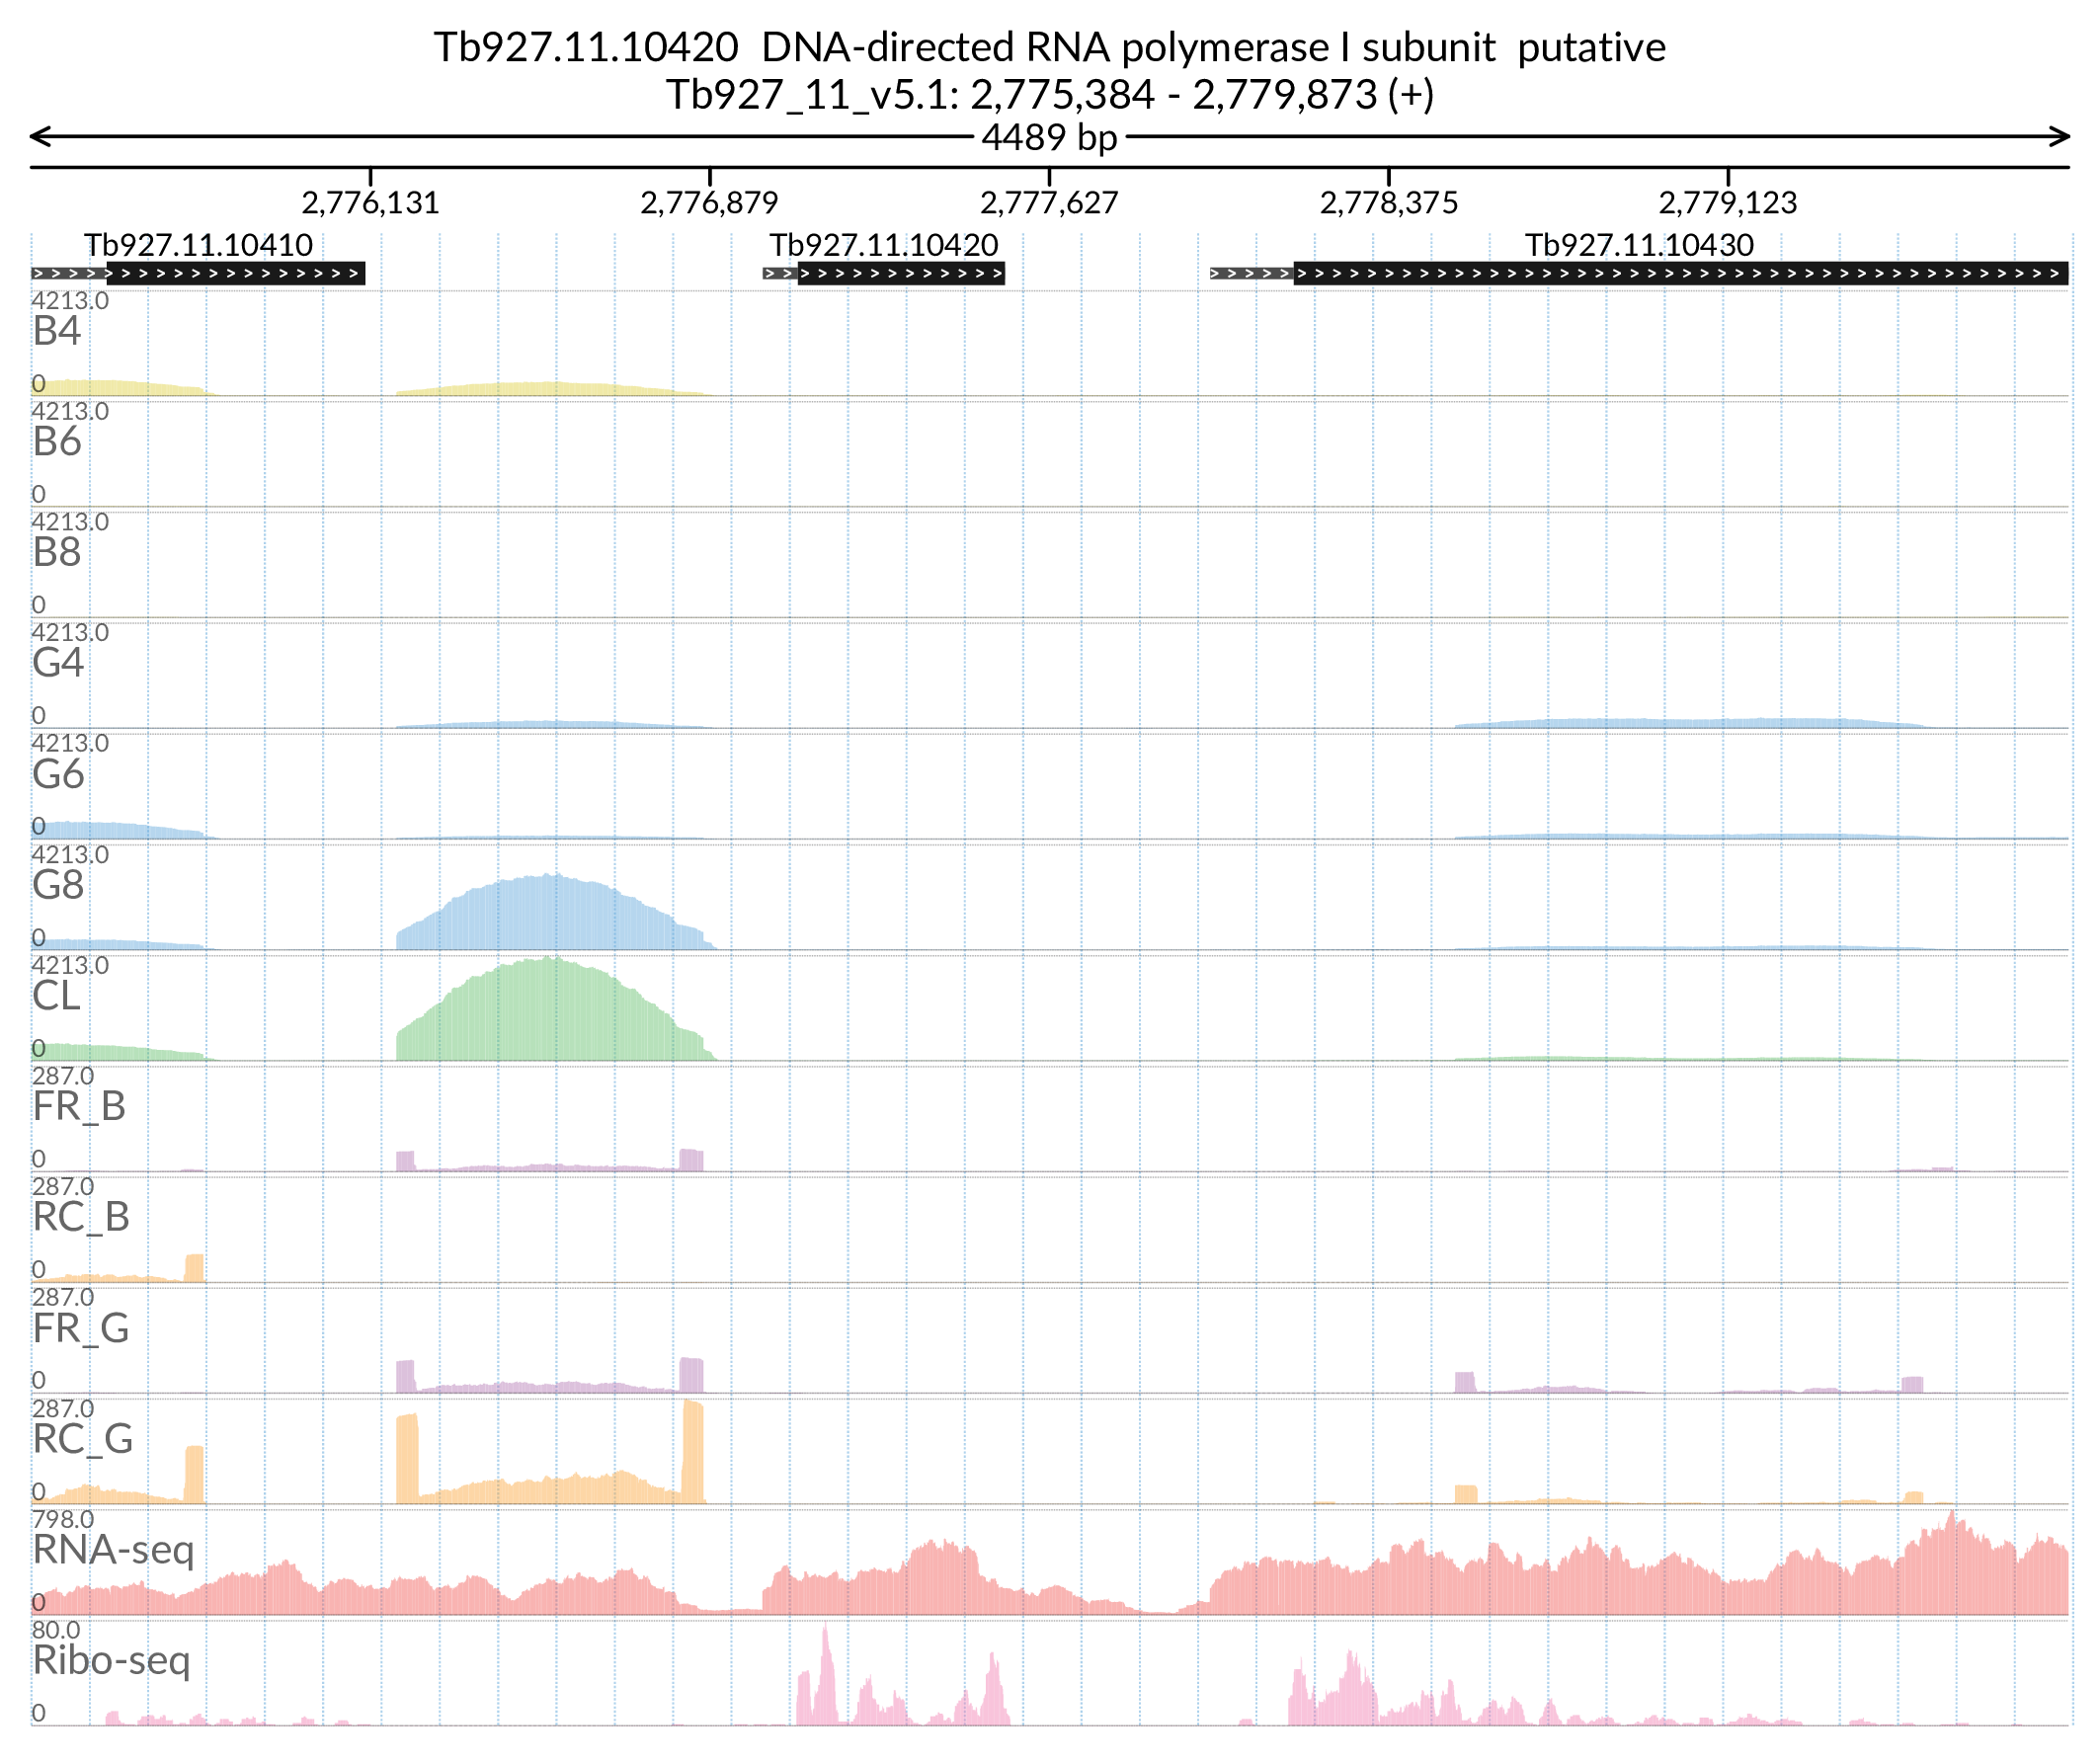 Tb927.11.10420  DNA-directed RNA polymerase I subunit  putative
Tb927_11_v5.1: 2,775,384 - 2,779,873 (+)
4489 bp
2,776,131 2,776,879 2,777,627 2,778,375 2,779,123
Tb927.11.10410 Tb927.11.10420 Tb927.11.10430
4213.0
B4
0
4213.0
B6
0
4213.0
B8
0
4213.0
G4
0
4213.0
G6
0
4213.0
G8
0
4213.0
CL
0
287.0
FR_B
0
287.0
RC_B
0
287.0
FR_G
0
287.0
RC_G
0
798.0
RNA-seq
0
80.0
Ribo-seq
0